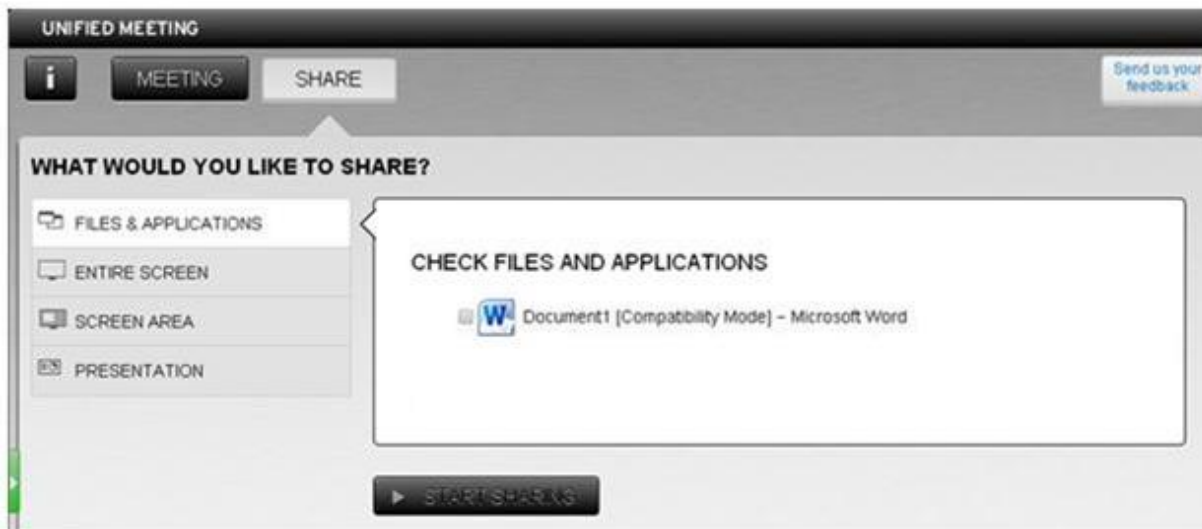 UNIFIED MEETING
i MEETING SHARE
Send us your
feedback
WHAT WOULD YOU LIKE TO SHARE?
FILES & APPLICATIONS
ENTIRE SCREEN
SCREEN AREA
PRESENTATION
CHECK FILES AND APPLICATIONS
W Document1 [Compatibility Mode] – Microsoft Word
START SHARING